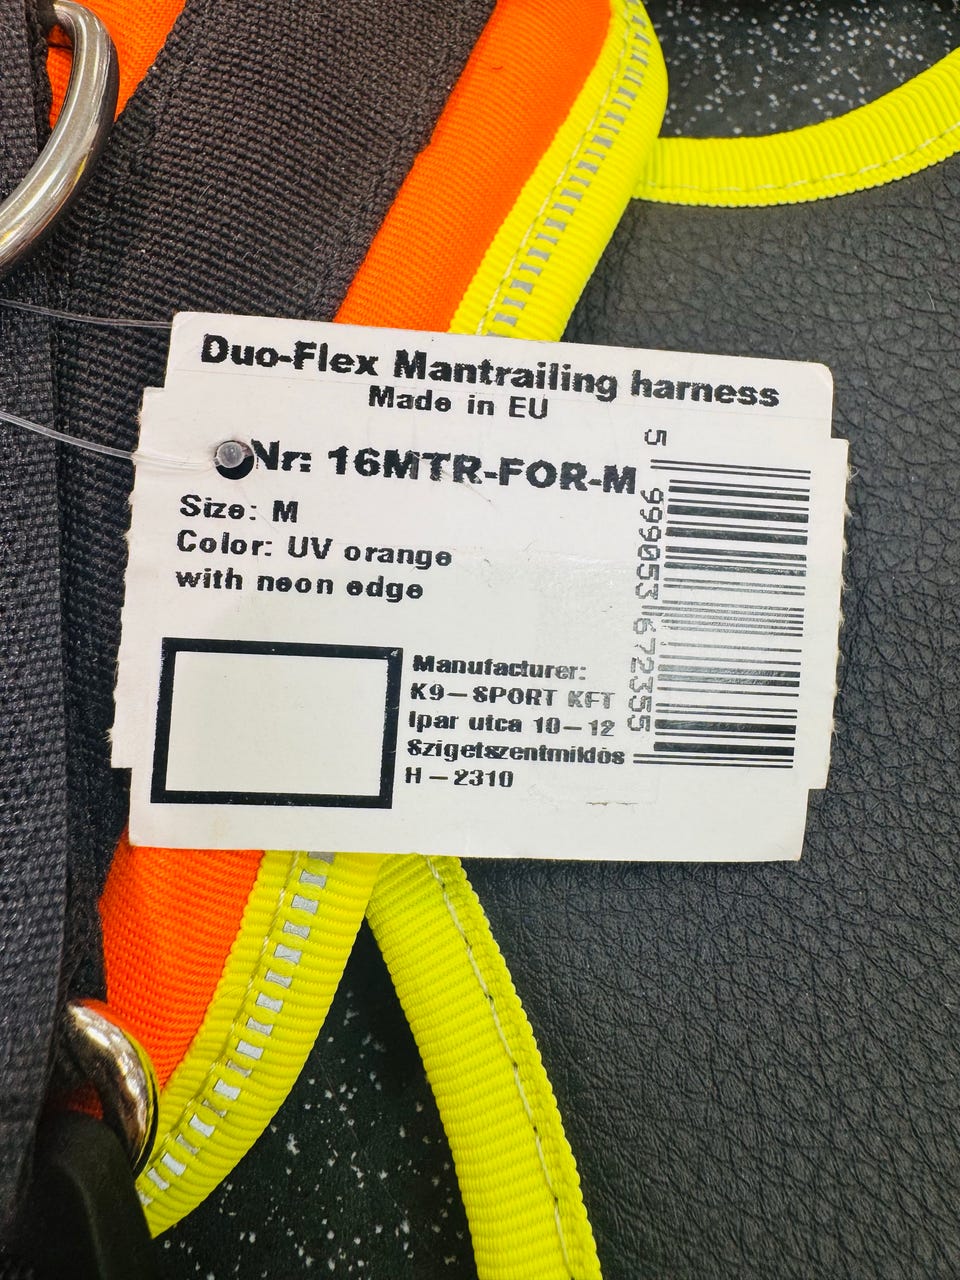 Duo-Flex Mantrailing harness
Made in EU
Nr: 16MTR-FOR-M
Size: M
Color: UV orange
with neon edge
Manufacturer:
K9-SPORT KFT
Ipar utca 10-12
Szigetszentmiklós
H-2310
5 999053 672355